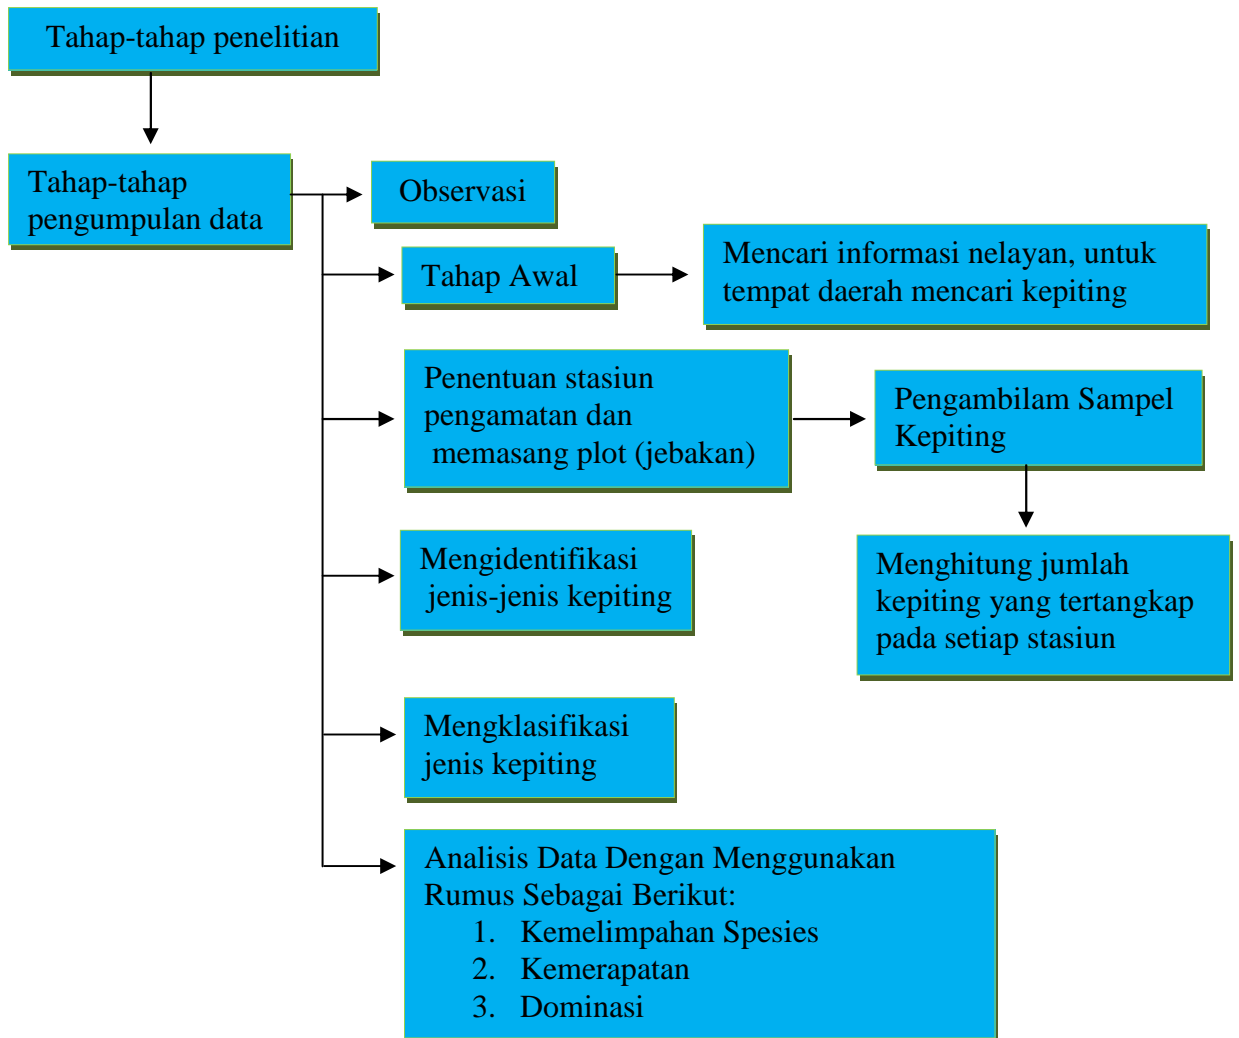 Tahap-tahap penelitian
Tahap-tahap
pengumpulan data
Observasi
Tahap Awal
Mencari informasi nelayan, untuk
tempat daerah mencari kepiting
Penentuan stasiun
pengamatan dan
memasang plot (jebakan)
Pengambilam Sampel
Kepiting
Menghitung jumlah
kepiting yang tertangkap
pada setiap stasiun
Mengidentifikasi
jenis-jenis kepiting
Mengklasifikasi
jenis kepiting
Analisis Data Dengan Menggunakan
Rumus Sebagai Berikut:
1. Kemelimpahan Spesies
2. Kemerapatan
3. Dominasi